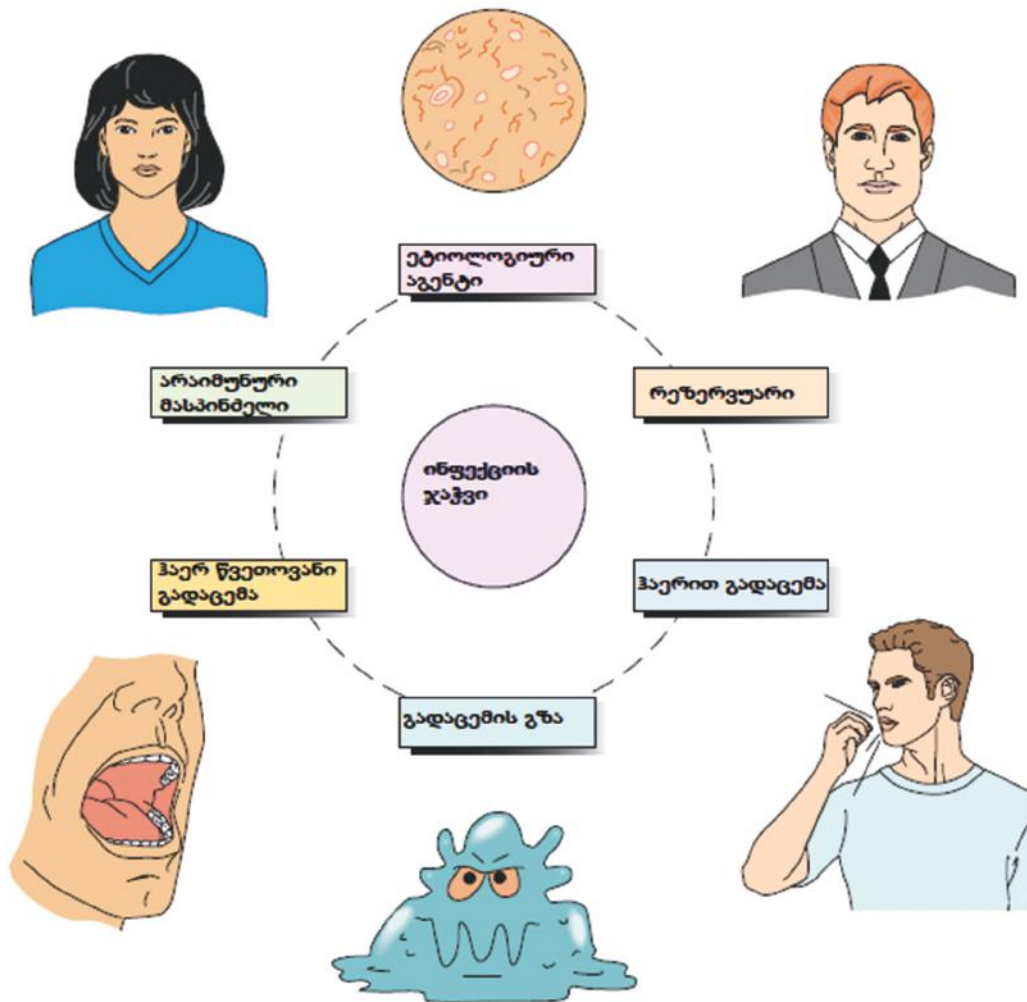 ეტიოლოგიური
აგენტი
არაიმუნური
მასპინძელი
რეზერვუარი
ინფექციის
ჯაჭვი
ჰაერ წვეთოვანი
გადაცემა
ჰაერით გადაცემა
გადაცემის გზა